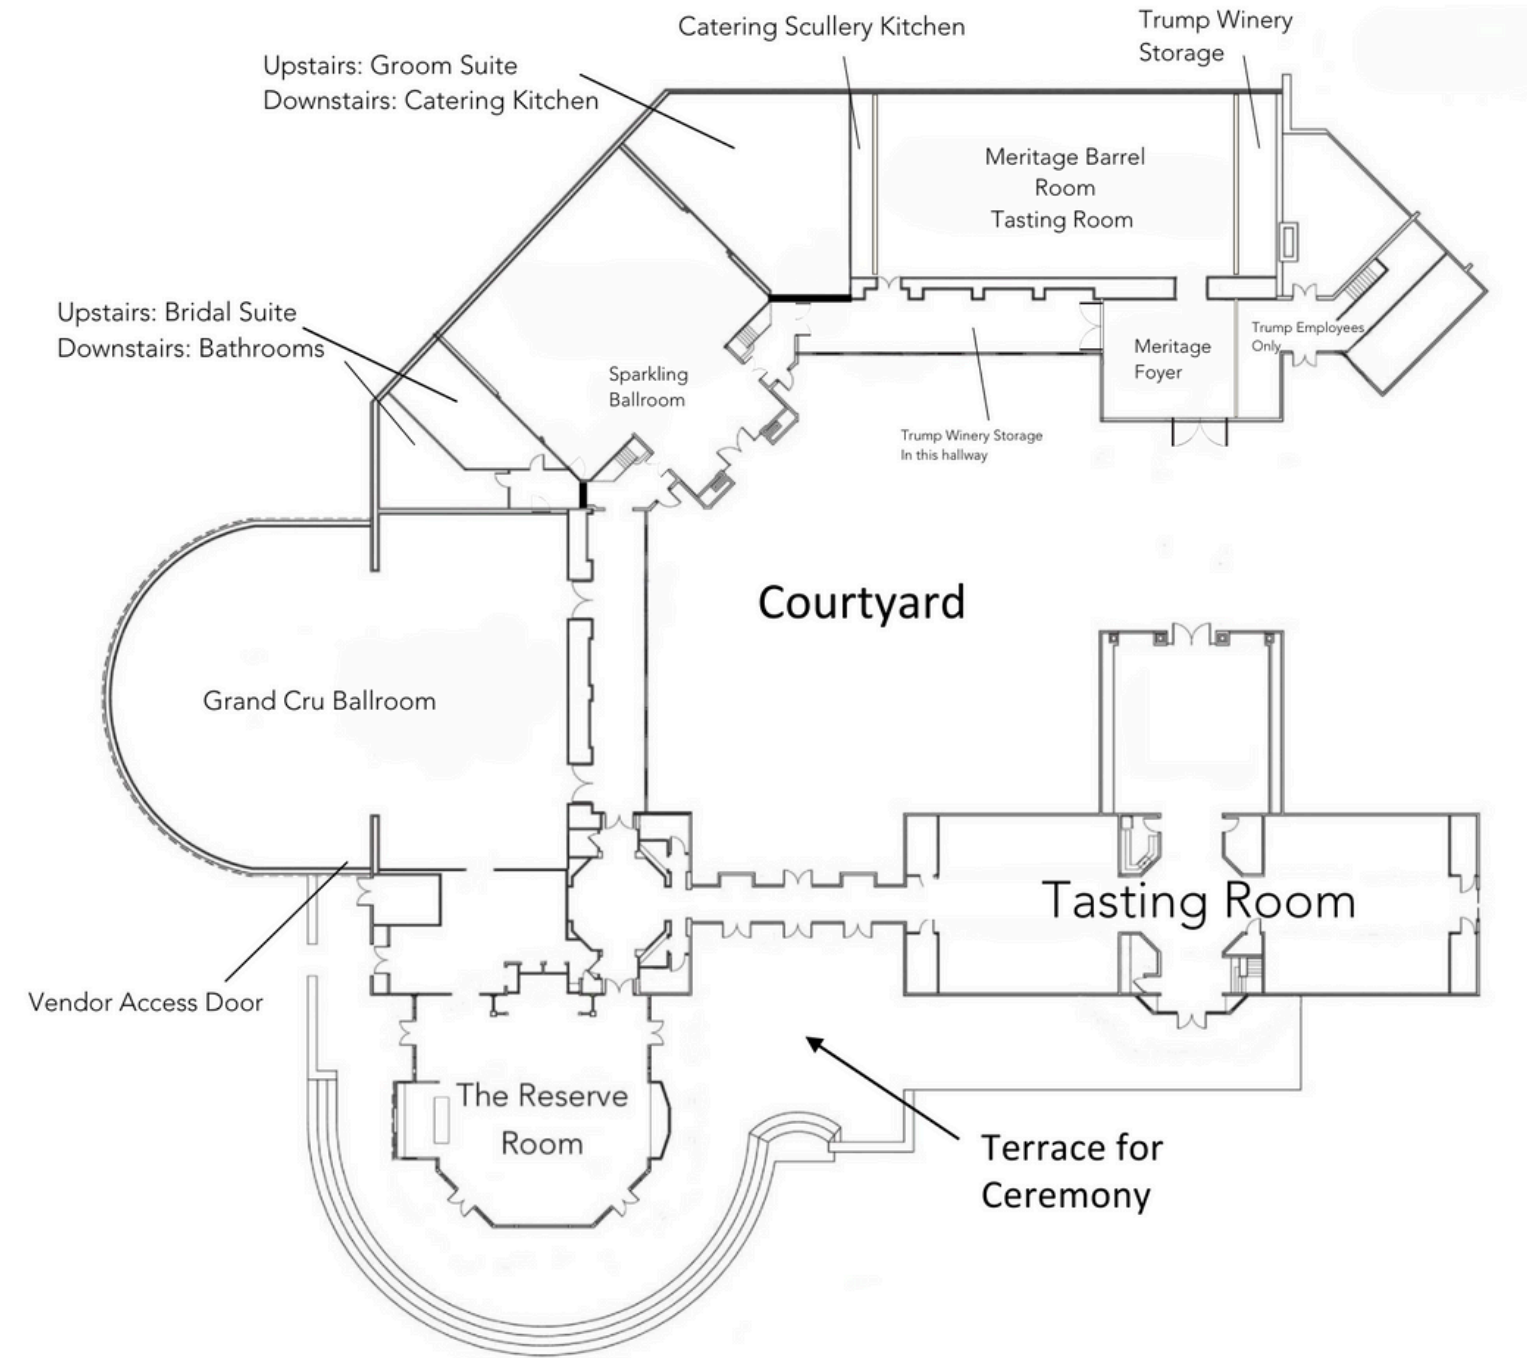 Catering Scullery Kitchen
Trump Winery
Storage
Upstairs: Groom Suite
Downstairs: Catering Kitchen
Meritage Barrel
Room
Tasting Room
Upstairs: Bridal Suite
Downstairs: Bathrooms
Trump Employees
Only
Meritage
Foyer
Sparkling
Ballroom
Trump Winery Storage
In this hallway
Courtyard
Grand Cru Ballroom
Tasting Room
Vendor Access Door
The Reserve
Room
Terrace for
Ceremony